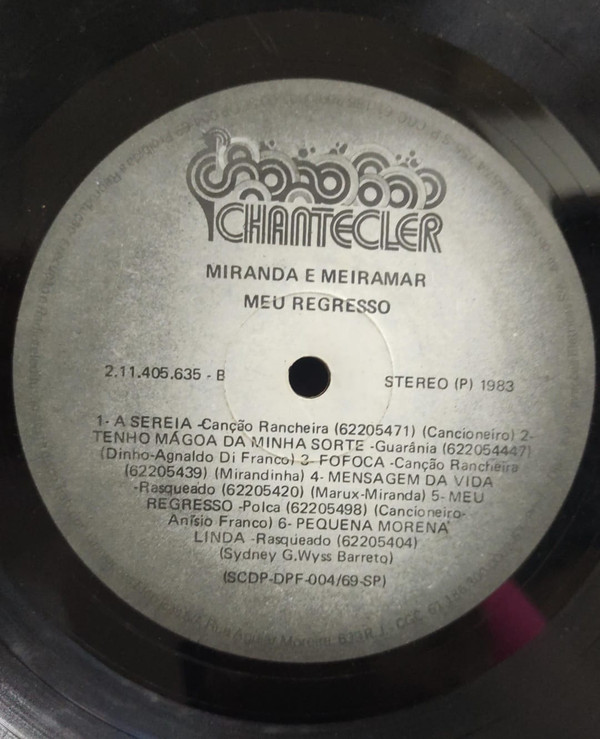 CHANTECLER
MIRANDA E MEIRAMAR
MEU REGRESSO
2.11.405.635 - B
STEREO (P) 1983
1- A SEREIA -Canção Rancheira (62205471) (Cancioneiro) 2-
TENHO MÁGOA DA MINHA SORTE -Guarânia (62205444̶7)
(Dinho-Agnaldo Di Franco) 3- FOFOCA -Canção Rancheira
(62205439) (Mirandinha) 4- MENSAGEM DA VIDA
-Rasqueado (62205420) (Marux-Miranda) 5- MEU
REGRESSO -Polca (62205498) (Cancioneiro-
Anísio Franco) 6- PEQUENA MORENA
LINDA -Rasqueado (62205404)
(Sydney G.Wyss Barreto)
(SCDP-DPF-004/69-SP)